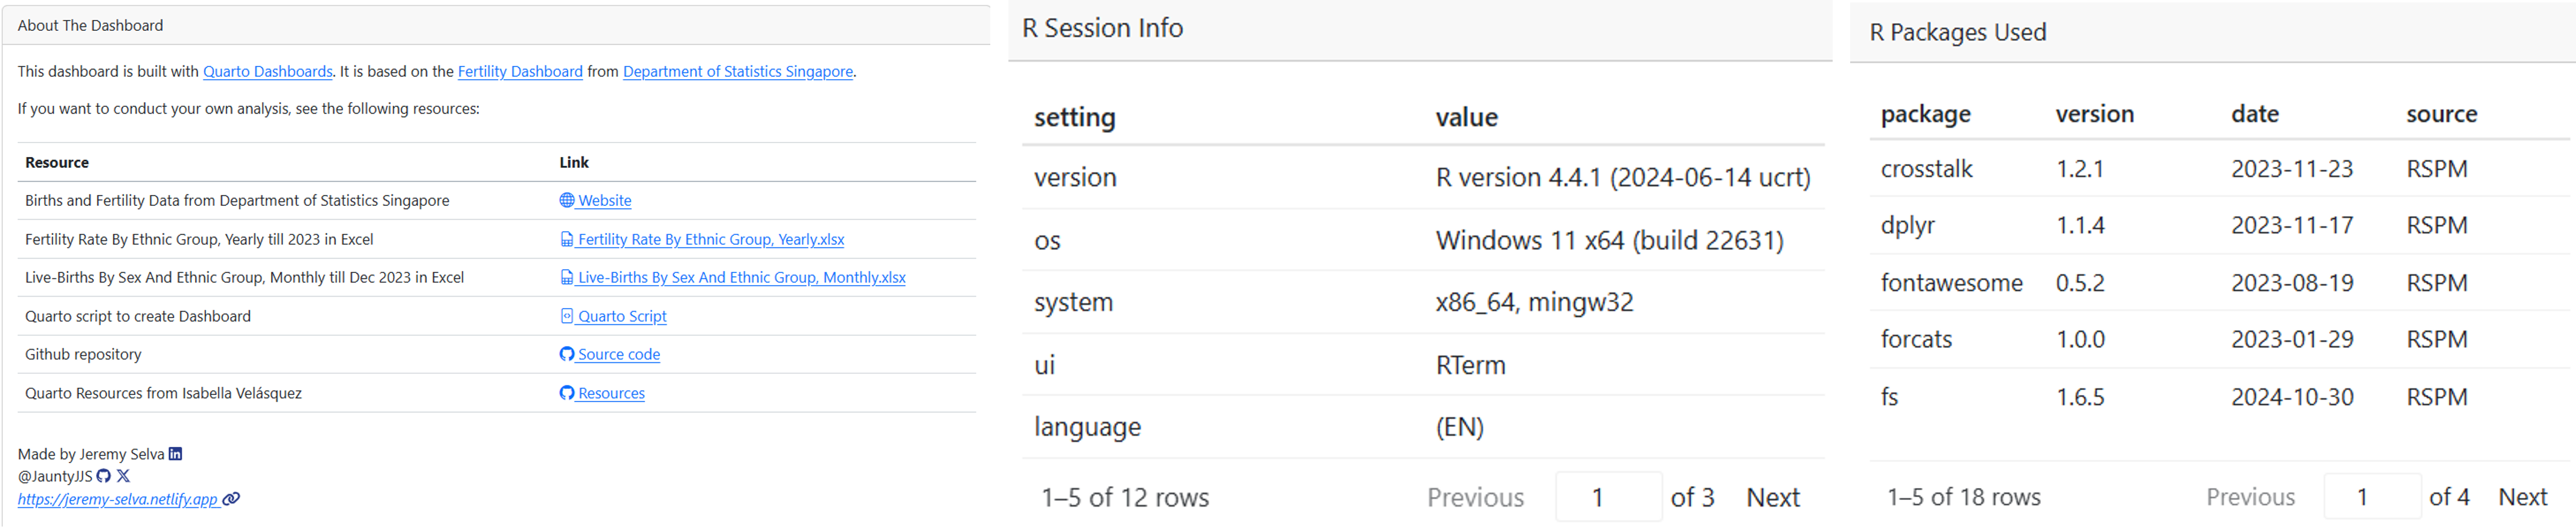 About The Dashboard
This dashboard is built with Quarto Dashboards. It is based on the Fertility Dashboard from Department of Statistics Singapore.
If you want to conduct your own analysis, see the following resources:
Resource Link
Births and Fertility Data from Department of Statistics Singapore Website
Fertility Rate By Ethnic Group, Yearly till 2023 in Excel Fertility Rate By Ethnic Group, Yearly.xlsx
Live-Births By Sex And Ethnic Group, Monthly till Dec 2023 in Excel Live-Births By Sex And Ethnic Group, Monthly.xlsx
Quarto script to create Dashboard Quarto Script
Github repository Source code
Quarto Resources from Isabella Velásquez Resources
Made by Jeremy Selva
@JauntyJJS
https://jeremy-selva.netlify.app
R Session Info
setting value
version R version 4.4.1 (2024-06-14 ucrt)
os Windows 11 x64 (build 22631)
system x86_64, mingw32
ui RTerm
language (EN)
1–5 of 12 rows Previous 1 of 3 Next
R Packages Used
package version date source
crosstalk 1.2.1 2023-11-23 RSPM
dplyr 1.1.4 2023-11-17 RSPM
fontawesome 0.5.2 2023-08-19 RSPM
forcats 1.0.0 2023-01-29 RSPM
fs 1.6.5 2024-10-30 RSPM
1–5 of 18 rows Previous 1 of 4 Next